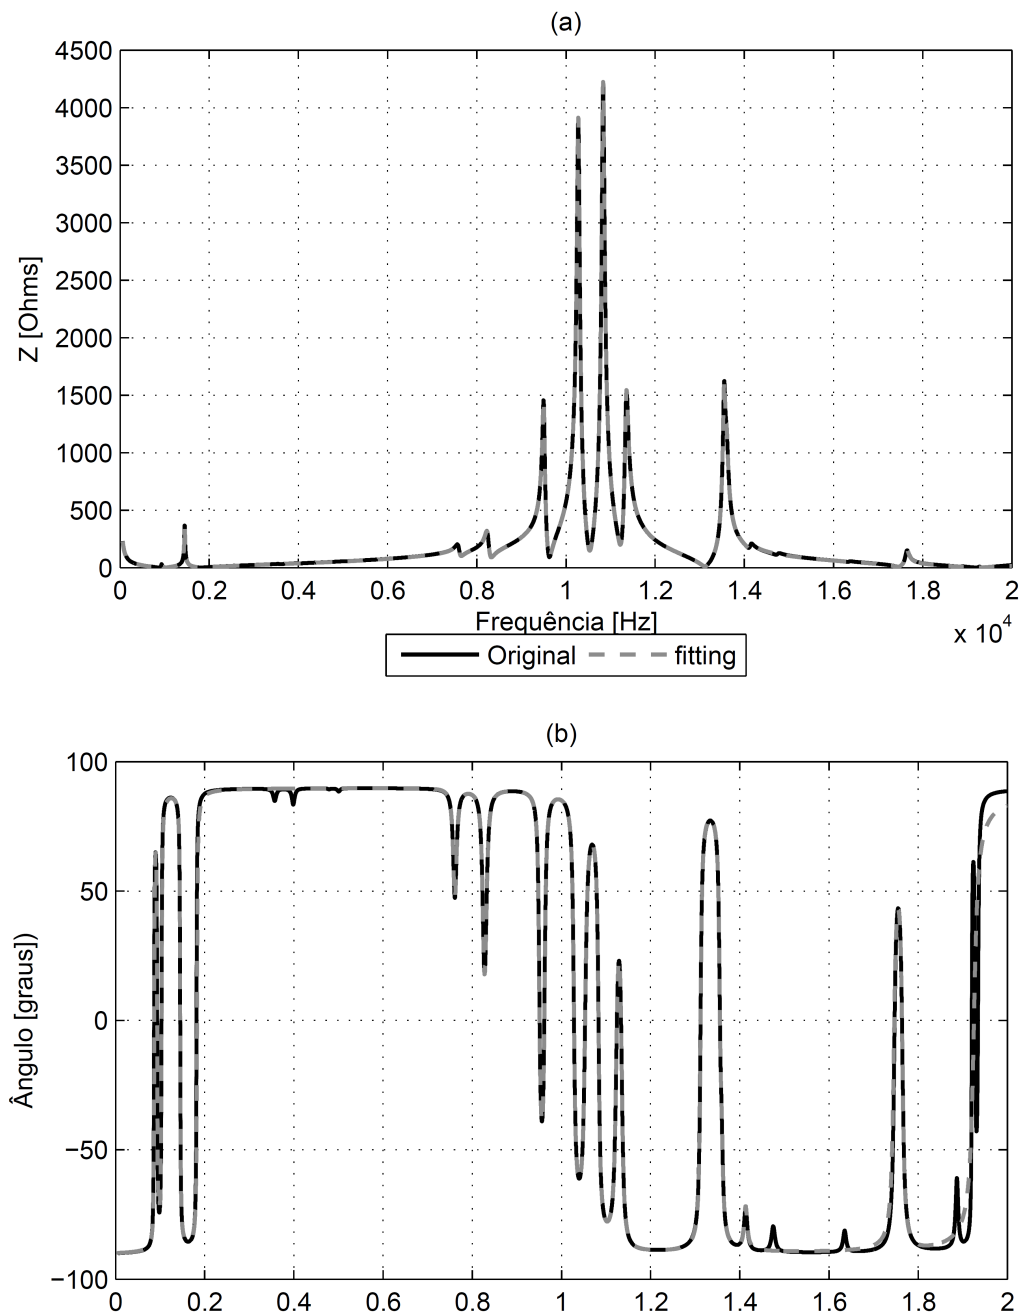 (a)
4500
4000
3500
3000
2500
2000
1500
1000
500
0
Z [Ohms]
0 0.2 0.4 0.6 0.8 1 1.2 1.4 1.6 1.8 2
Frequência [Hz]
x 10^4
Original fitting
(b)
100
50
0
−50
−100
Ângulo [graus])
0 0.2 0.4 0.6 0.8 1 1.2 1.4 1.6 1.8 2